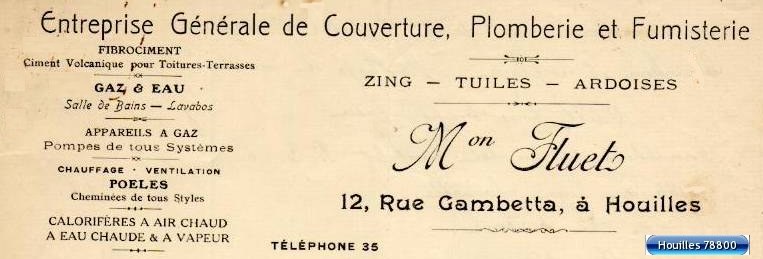 Entreprise Générale de Couverture, Plomberie et Fumisterie
FIBROCIMENT
Ciment Volcanique pour Toitures-Terrasses
GAZ & EAU
Salle de Bains — Lavabos
APPAREILS A GAZ
Pompes de tous Systèmes
CHAUFFAGE - VENTILATION
POELES
Cheminées de tous Styles
CALORIFÈRES A AIR CHAUD
A EAU CHAUDE & A VAPEUR
ZING — TUILES — ARDOISES
Mon Fluet
12, Rue Gambetta, à Houilles
TÉLÉPHONE 35
Houilles 78800